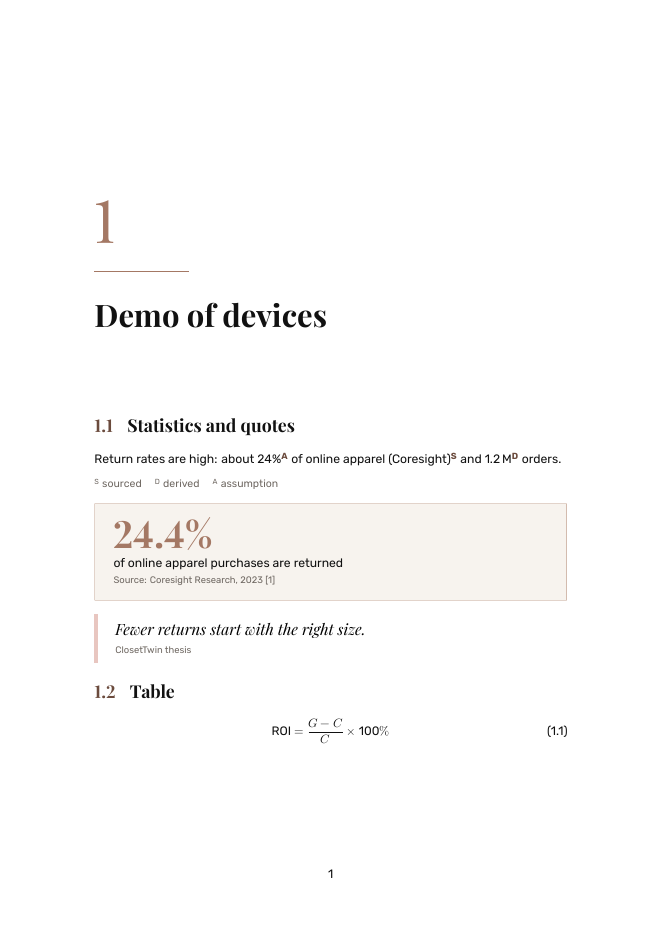 1
Demo of devices
1.1 Statistics and quotes
Return rates are high: about 24%ᴬ of online apparel (Coresight)ˢ and 1.2 Mᴰ orders.
ˢ sourced ᴰ derived ᴬ assumption
24.4%
of online apparel purchases are returned
Source: Coresight Research, 2023 [1]
Fewer returns start with the right size.
ClosetTwin thesis
1.2 Table
ROI = (G − C) / C × 100% (1.1)
1